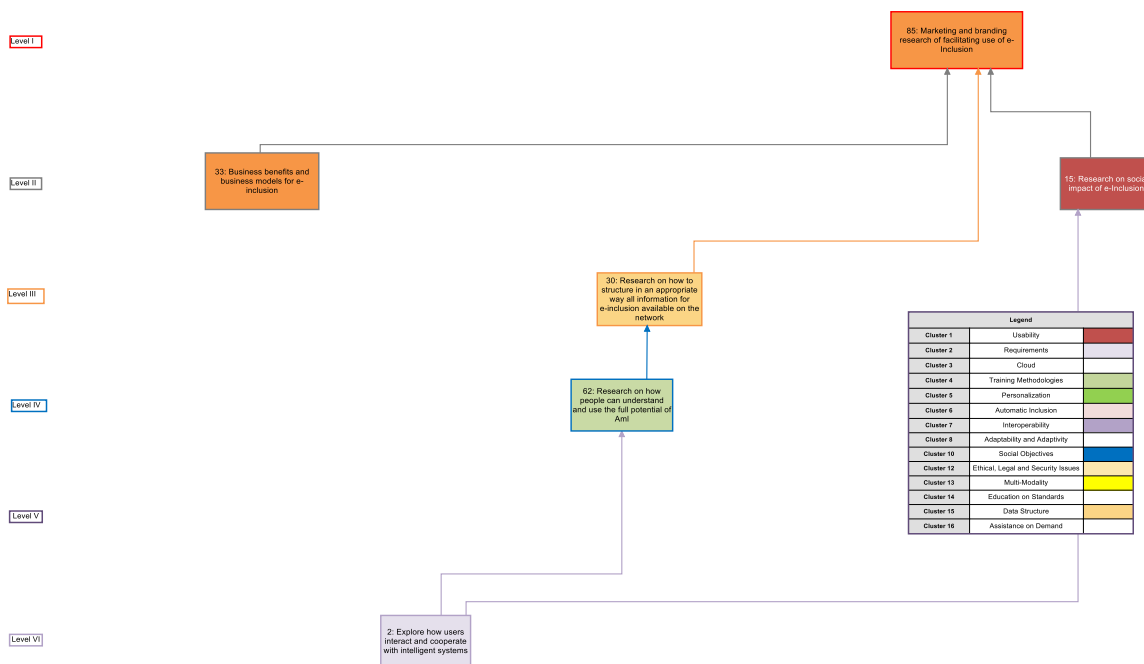 Level I
85: Marketing and branding
research of facilitating use of e-
Inclusion
Level II
33: Business benefits and
business models for e-
inclusion
15: Research on social
impact of e-Inclusion
Level III
30: Research on how to
structure in an appropriate
way all information for
e-inclusion available on the
network
Legend
Cluster 1 Usability
Cluster 2 Requirements
Cluster 3 Cloud
Cluster 4 Training Methodologies
Cluster 5 Personalization
Cluster 6 Automatic Inclusion
Cluster 7 Interoperability
Cluster 8 Adaptability and Adaptivity
Cluster 10 Social Objectives
Cluster 12 Ethical, Legal and Security Issues
Cluster 13 Multi-Modality
Cluster 14 Education on Standards
Cluster 15 Data Structure
Cluster 16 Assistance on Demand
Level IV
62: Research on how
people can understand
and use the full potential of
AmI
Level V
Level VI
2: Explore how users
interact and cooperate
with intelligent systems